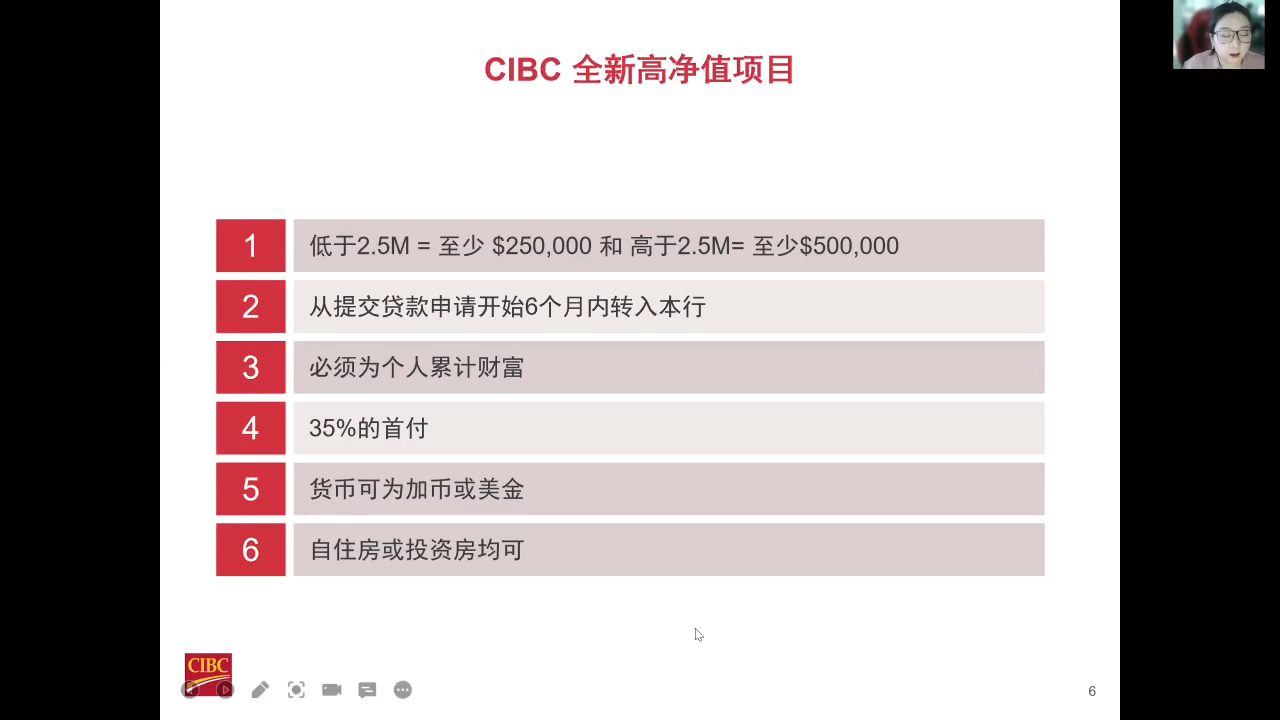 CIBC 全新高净值项目
1 低于2.5M = 至少 $250,000 和 高于2.5M= 至少$500,000
2 从提交贷款申请开始6个月内转入本行
3 必须为个人累计财富
4 35%的首付
5 货币可为加币或美金
6 自住房或投资房均可
CIBC
6